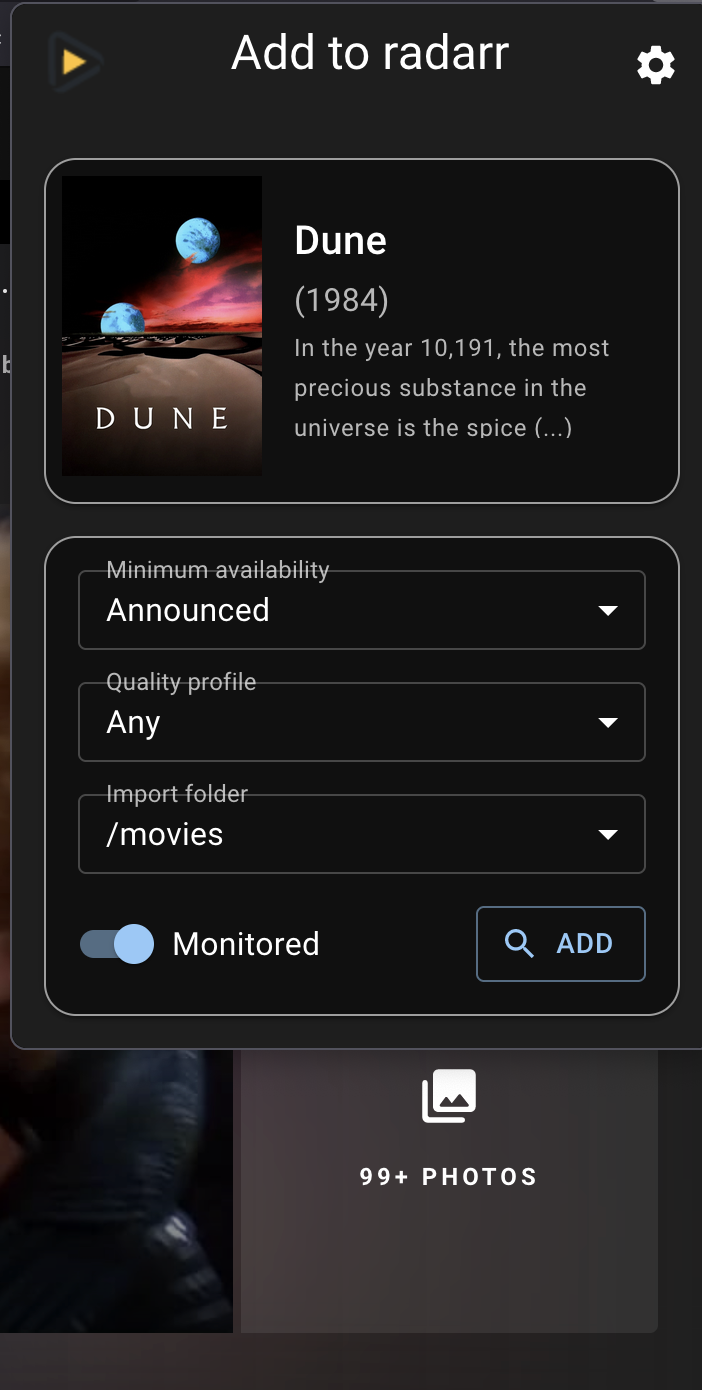 Add to radarr
DUNE
Dune
(1984)
In the year 10,191, the most
precious substance in the
universe is the spice (...)
Minimum availability
Announced
Quality profile
Any
Import folder
/movies
Monitored
ADD
99+ PHOTOS